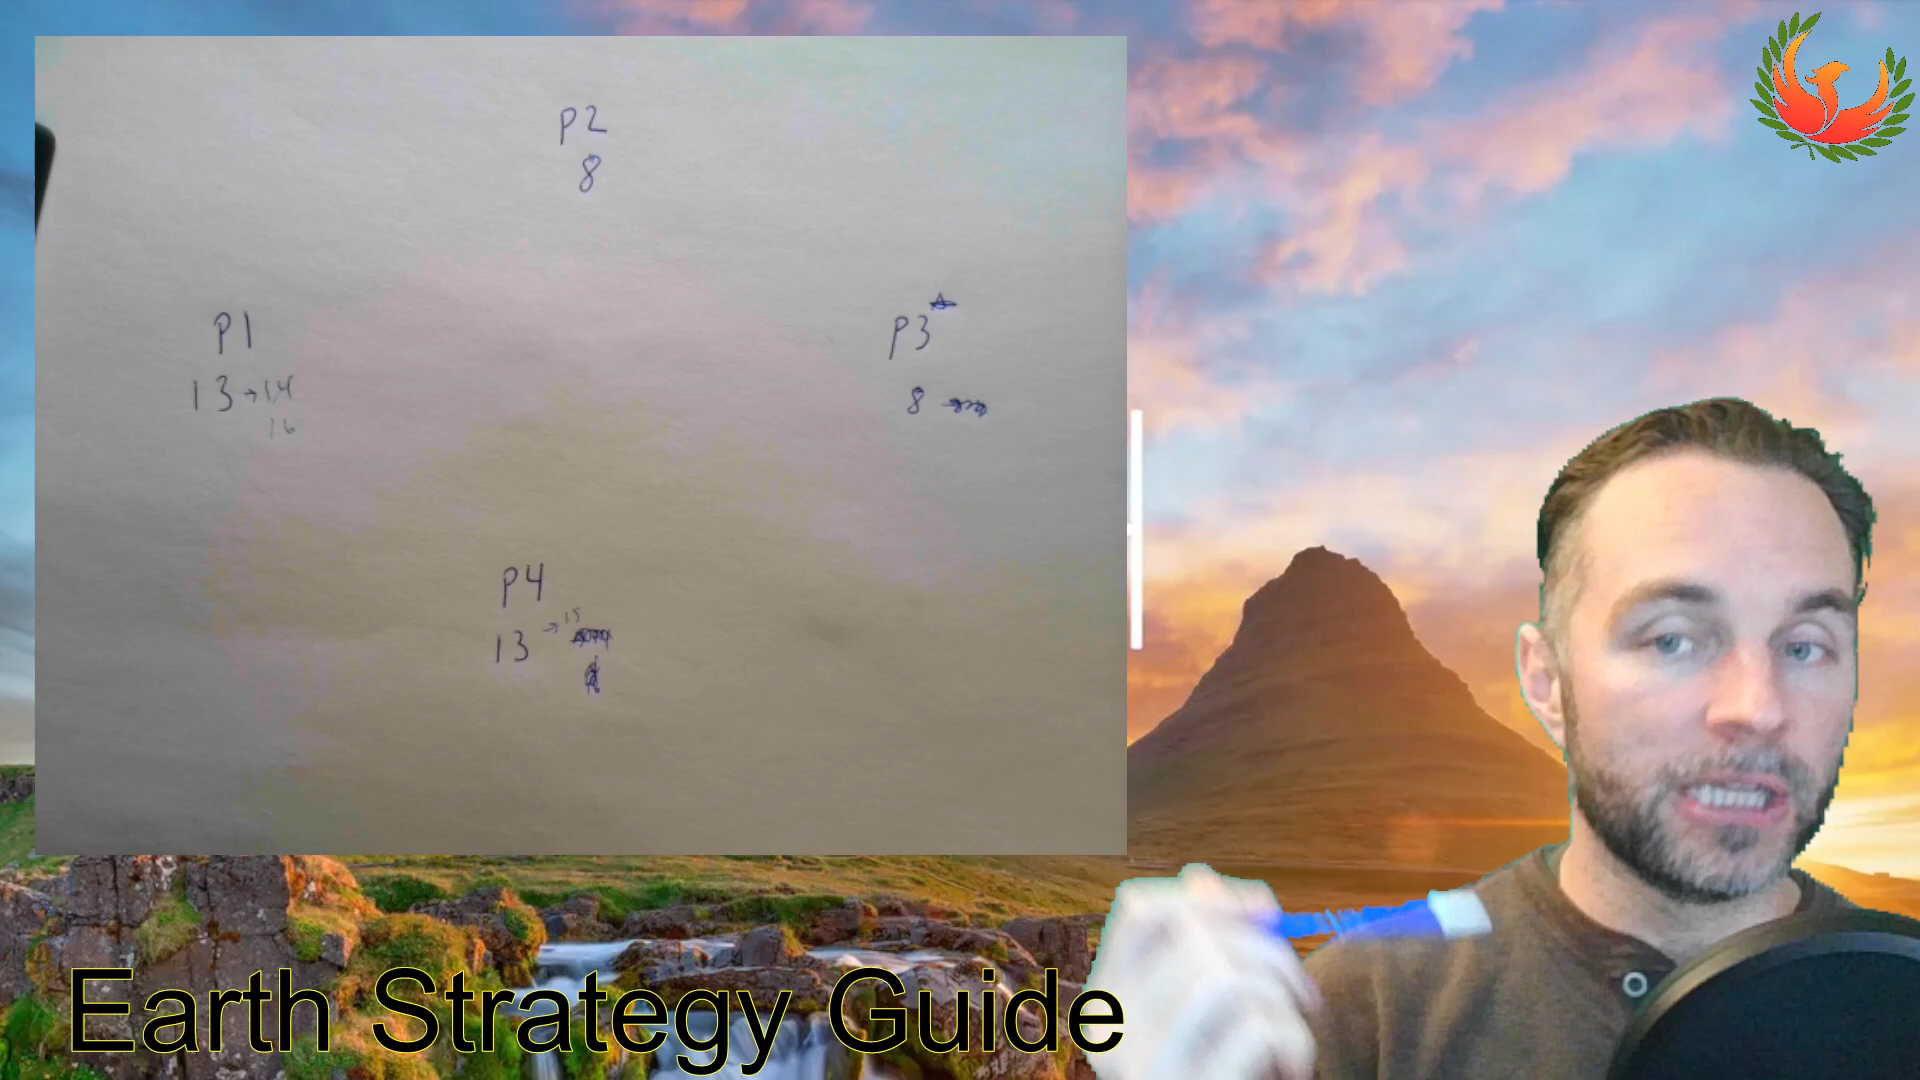 P2
8
P1
13 → 14
16
P3
8
P4
13 → 15
Earth Strategy Guide